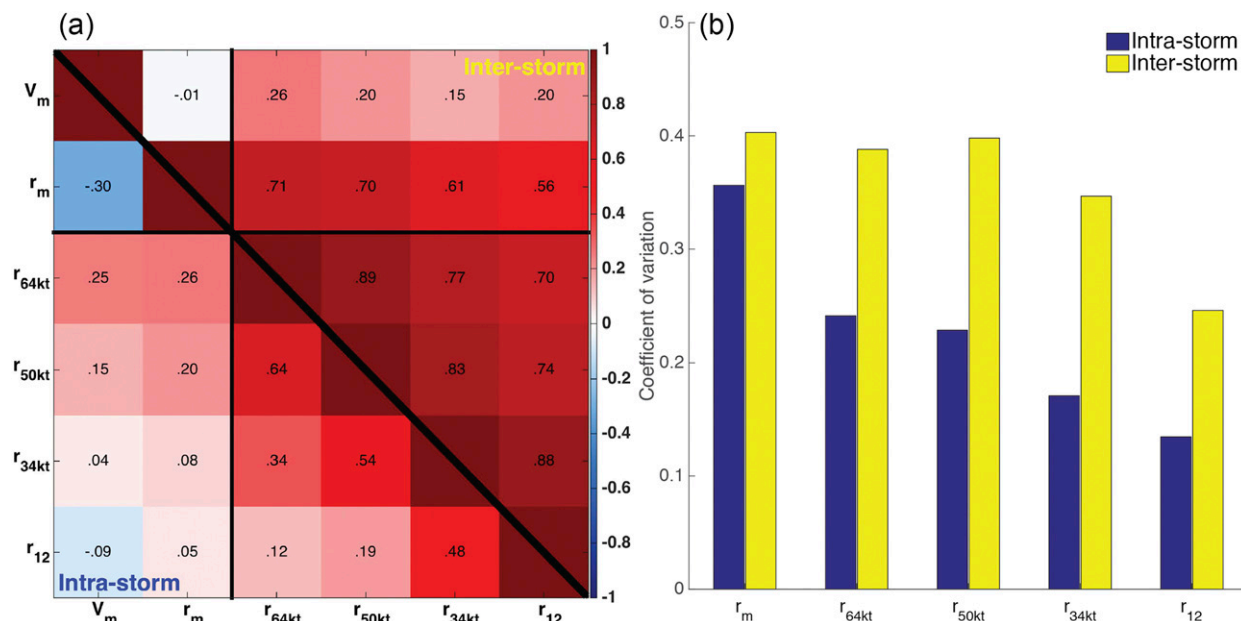 (a)
Inter-storm
V_m -.01 .26 .20 .15 .20
r_m -.30 .71 .70 .61 .56
r_64kt .25 .26 .89 .77 .70
r_50kt .15 .20 .64 .83 .74
r_34kt .04 .08 .34 .54 .88
r_12 -.09 .05 .12 .19 .48
Intra-storm
V_m r_m r_64kt r_50kt r_34kt r_12
1
0.8
0.6
0.4
0.2
0
-0.2
-0.4
-0.6
-0.8
-1
(b)
Intra-storm
Inter-storm
Coefficient of variation
0.5
0.4
0.3
0.2
0.1
0
r_m r_64kt r_50kt r_34kt r_12